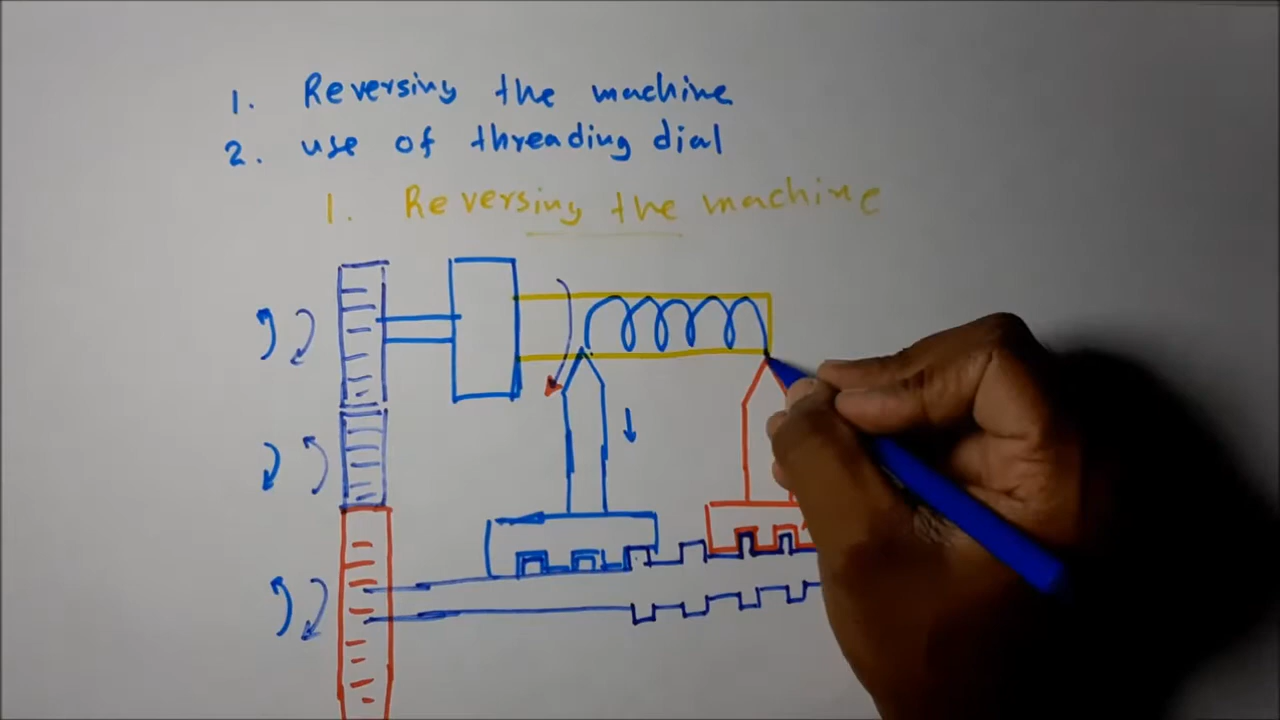 1. Reversing the machine
2. use of threading dial
1. Reversing the machine